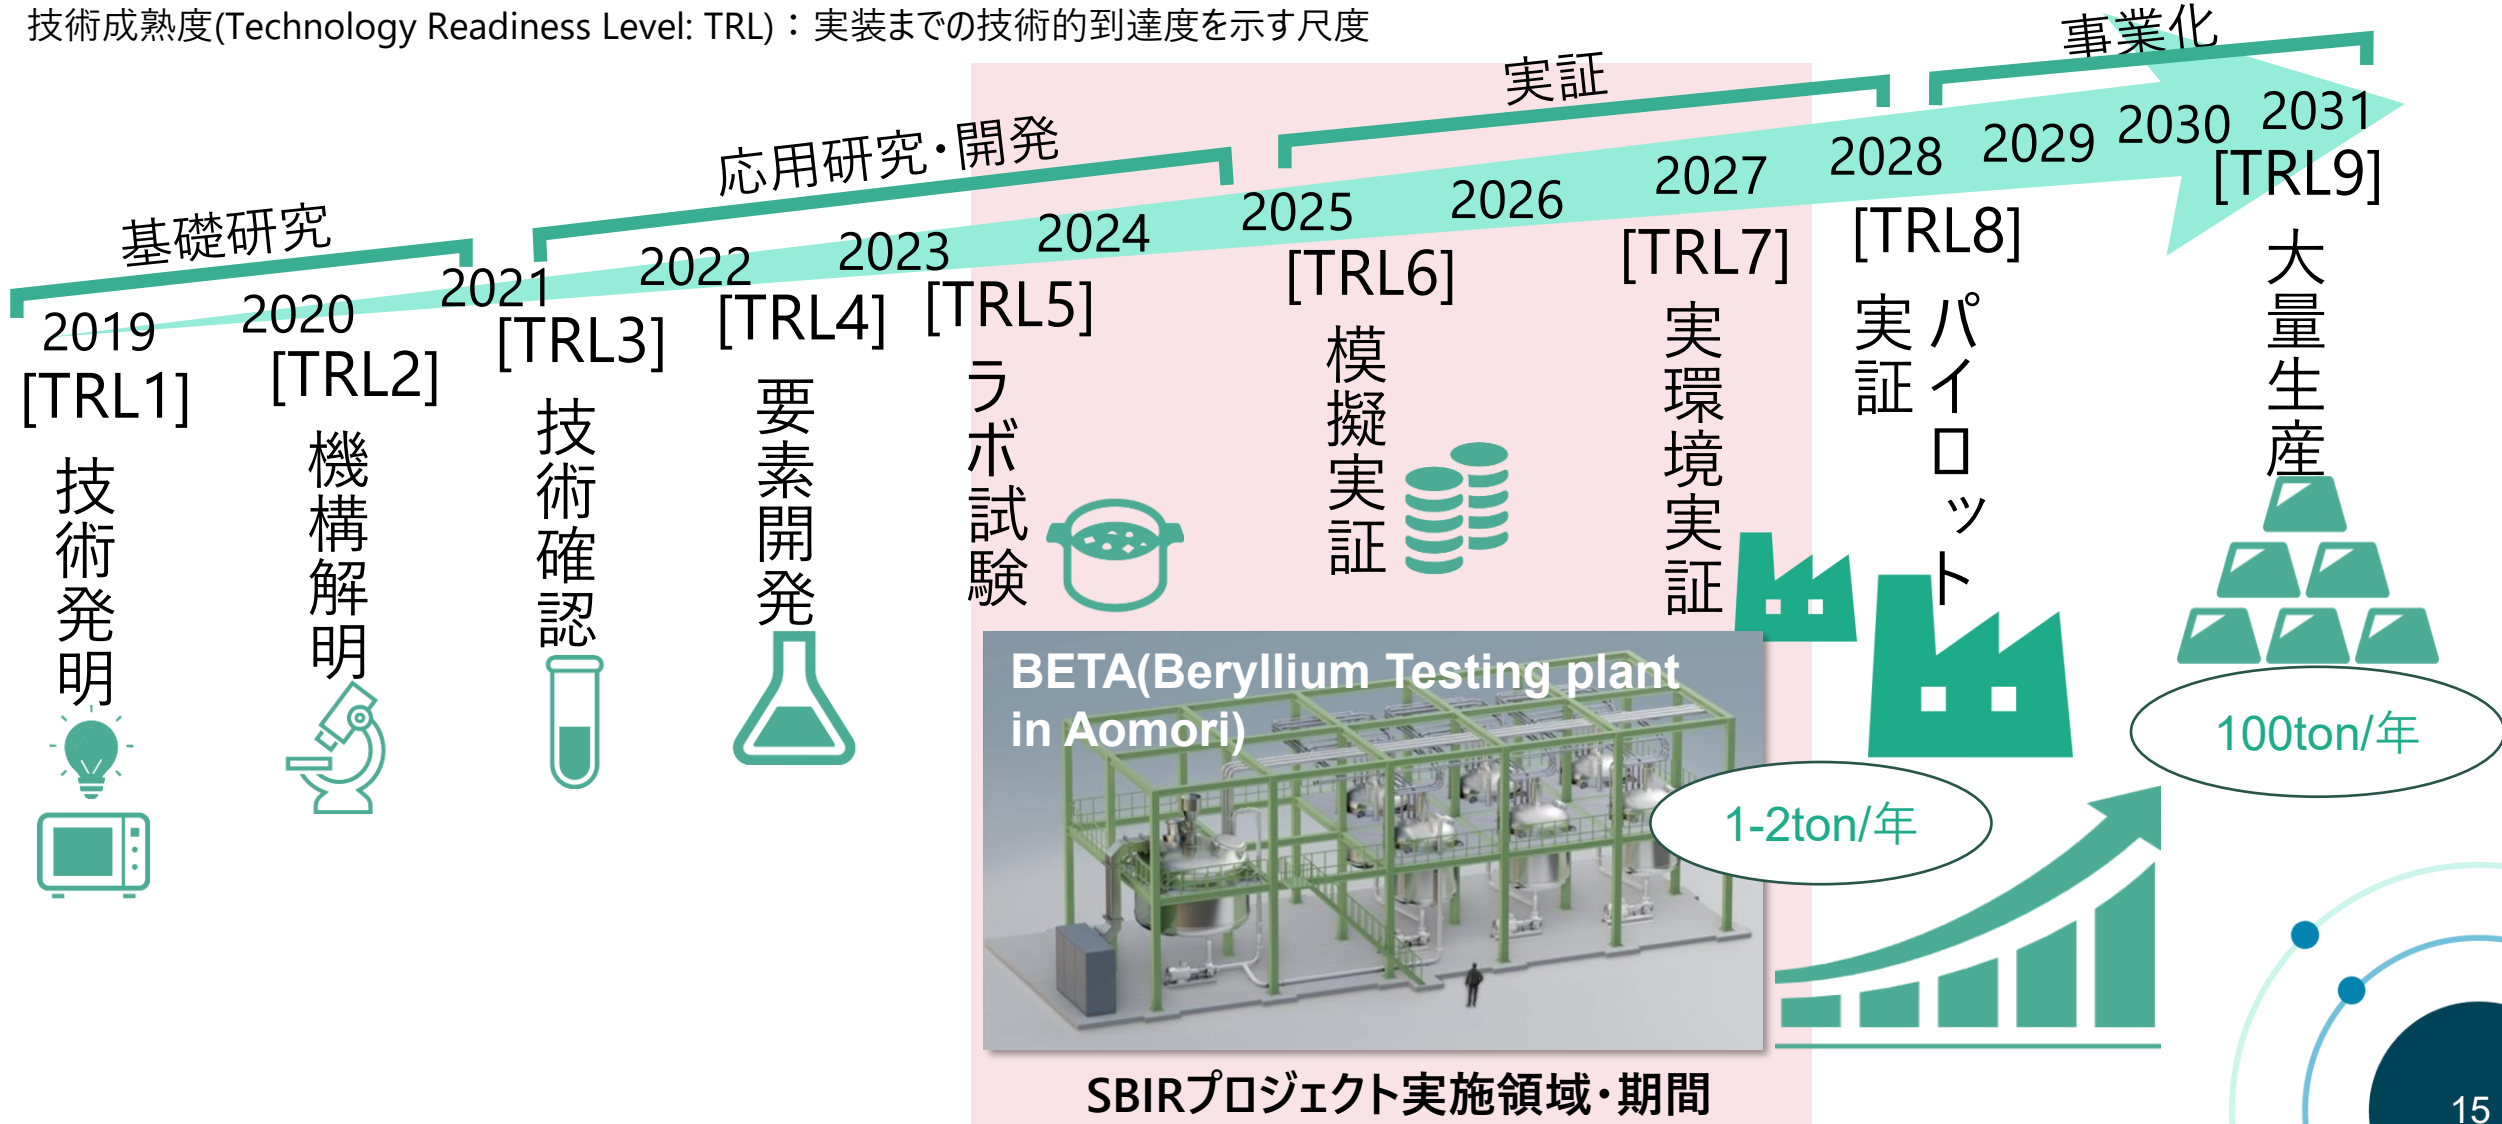 技術成熟度(Technology Readiness Level: TRL)：実装までの技術的到達度を示す尺度
基礎研究
応用研究・開発
実証
事業化
2019
2020
2021
2022
2023
2024
2025
2026
2027
2028
2029
2030
2031
[TRL1]
技術発明
[TRL2]
機構解明
[TRL3]
技術確認
[TRL4]
要素開発
[TRL5]
ラボ試験
[TRL6]
模擬実証
[TRL7]
実環境実証
[TRL8]
パイロット
実証
[TRL9]
大量生産
BETA(Beryllium Testing plant
in Aomori)
1-2ton/年
100ton/年
SBIRプロジェクト実施領域・期間
15